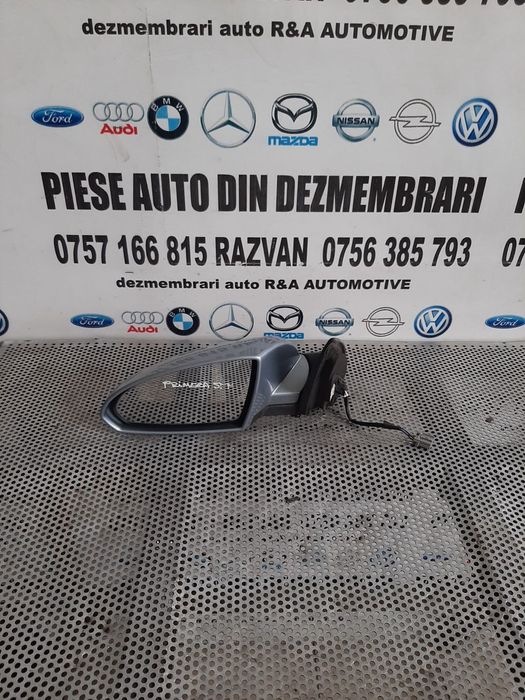 dezmembrari auto R&A AUTOMOTIVE
Ford Audi BMW mazda NISSAN
PIESE AUTO DIN DEZMEMBRARI
0757 166 815 RAZVAN 0756 385 793
dezmembrari auto R&A AUTOMOTIVE
Ford Audi BMW mazda NISSAN Ford
PRIMERA